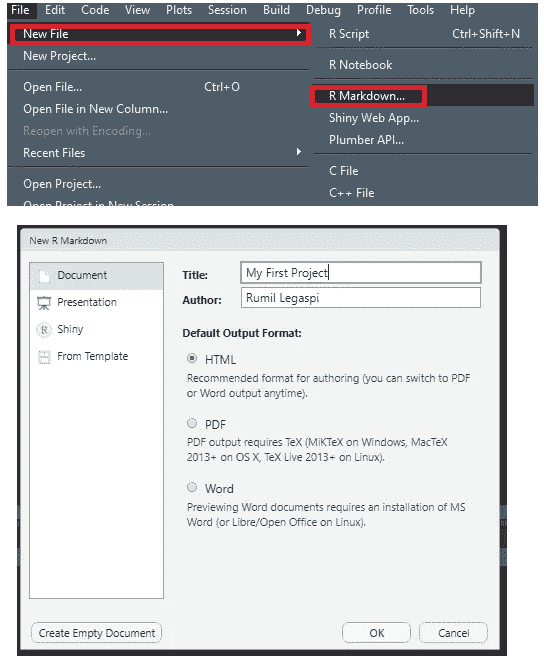 File Edit Code View Plots Session Build Debug Profile Tools Help
New File
R Script Ctrl+Shift+N
New Project...
R Notebook
Open File... Ctrl+O
R Markdown...
Open File in New Column...
Shiny Web App...
Reopen with Encoding...
Plumber API...
Recent Files
C File
Open Project...
C++ File
Open Project in New Session
New R Markdown
Document
Presentation
Shiny
From Template
Title: My First Project
Author: Rumil Legaspi
Default Output Format:
HTML
Recommended format for authoring (you can switch to PDF
or Word output anytime).
PDF
PDF output requires TeX (MiKTeX on Windows, MacTeX
2013+ on OS X, TeX Live 2013+ on Linux).
Word
Previewing Word documents requires an installation of MS
Word (or Libre/Open Office on Linux).
Create Empty Document OK Cancel